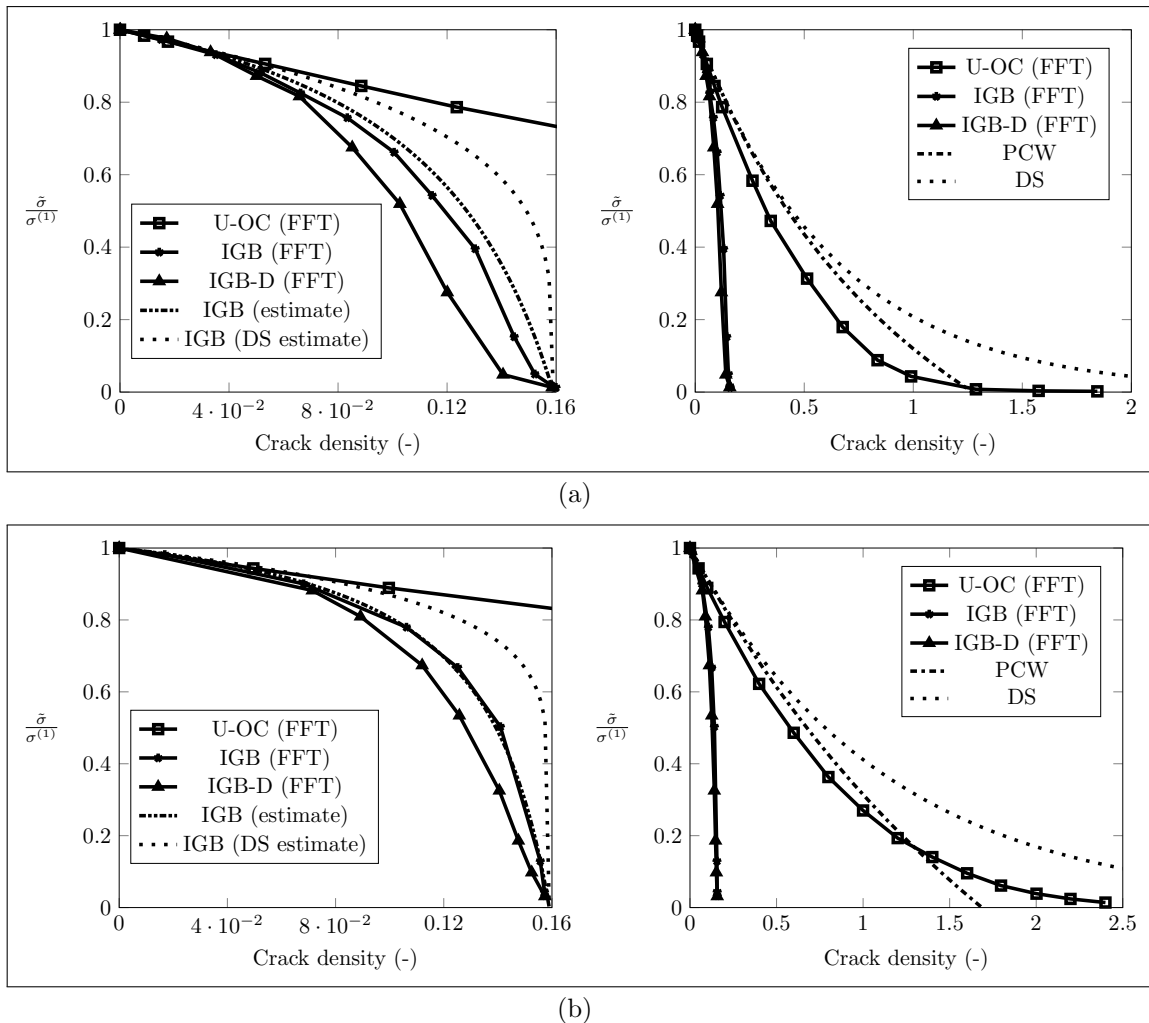 1
0.8
0.6
0.4
0.2
0
σ̃/σ⁽¹⁾
0
4 · 10⁻²
8 · 10⁻²
0.12
0.16
Crack density (-)
U-OC (FFT)
IGB (FFT)
IGB-D (FFT)
IGB (estimate)
IGB (DS estimate)
1
0.8
0.6
0.4
0.2
0
σ̃/σ⁽¹⁾
0
0.5
1
1.5
2
Crack density (-)
U-OC (FFT)
IGB (FFT)
IGB-D (FFT)
PCW
DS
(a)
1
0.8
0.6
0.4
0.2
0
σ̃/σ⁽¹⁾
0
4 · 10⁻²
8 · 10⁻²
0.12
0.16
Crack density (-)
U-OC (FFT)
IGB (FFT)
IGB-D (FFT)
IGB (estimate)
IGB (DS estimate)
1
0.8
0.6
0.4
0.2
0
σ̃/σ⁽¹⁾
0
0.5
1
1.5
2
2.5
Crack density (-)
U-OC (FFT)
IGB (FFT)
IGB-D (FFT)
PCW
DS
(b)